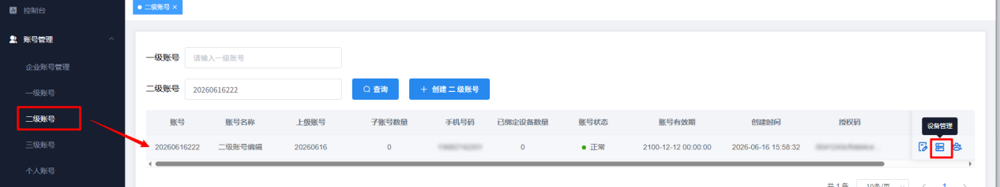 控制台
二级账号 ×
账号管理
企业账号管理
一级账号
二级账号
三级账号
个人账号
一级账号 请输入一级账号
二级账号 20260616222 查询 + 创建 二 级账号
账号 账号名称 上级账号 子账号数量 手机号码 已绑定设备数量 账号状态 账号有效期 创建时间 授权码
设备管理
20260616222 二级账号编辑 20260616 0 0 正常 2100-12-12 00:00:00 2026-06-16 15:58:32
共 1 条 10条/页 < 1 >